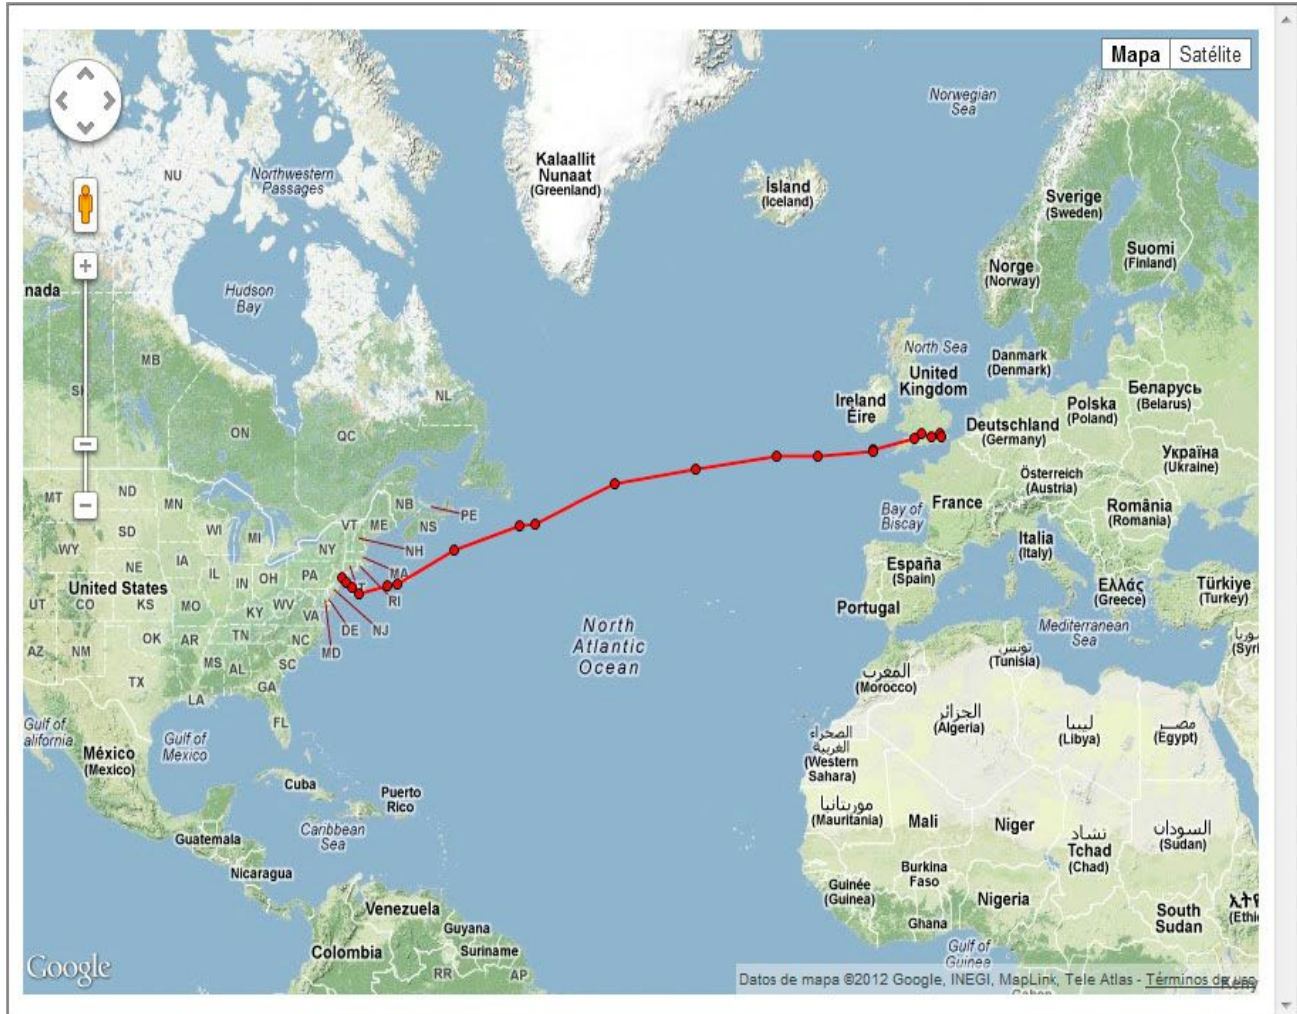 Mapa
Satélite
Norwegian
Sea
Kalaallit
Nunaat
(Greenland)
Ísland
(Iceland)
Northwestern
Passages
NU
Sverige
(Sweden)
Suomi
(Finland)
Norge
(Norway)
nada
Hudson
Bay
North Sea
Danmark
(Denmark)
MB
United
Kingdom
Ireland
Éire
Беларусь
(Belarus)
Polska
(Poland)
NL
ON
QC
Deutschland
(Germany)
Україна
(Ukraine)
Österreich
(Austria)
MT
ND
MN
NB
PE
France
România
(Romania)
Bay of
Biscay
SD
WI
VT
ME
NS
MI
NY
NH
WY
Italia
(Italy)
NE
IA
IL
IN
OH
PA
MA
España
(Spain)
United States
Ελλάς
(Greece)
Türkiye
(Turkey)
UT
CO
KS
MO
KY
WV
VA
RI
Portugal
DE
NJ
MD
North
Atlantic
Ocean
Mediterranean
Sea
OK
AR
TN
NC
AZ
NM
MS
AL
SC
تونس
(Tunisia)
(Syri
TX
GA
LA
المغرب
(Morocco)
FL
Gulf of
alifornia
Gulf of
Mexico
الجزائر
(Algeria)
ليبيا
(Libya)
مصر
(Egypt)
México
(Mexico)
الصحراء
الغربية
(Western
Sahara)
Cuba
Puerto
Rico
موريتانيا
(Mauritania)
Mali
Niger
تشاد
Tchad
(Chad)
السودان
(Sudan)
Caribbean
Sea
Guatemala
Nicaragua
Burkina
Faso
Guinée
(Guinea)
Nigeria
Venezuela
Guyana
Ghana
South
Sudan
(Ethi
Colombia
Suriname
Gulf of
Guinea
RR
AP
Google
Datos de mapa ©2012 Google, INEGI, MapLink, Tele Atlas - Términos de uso